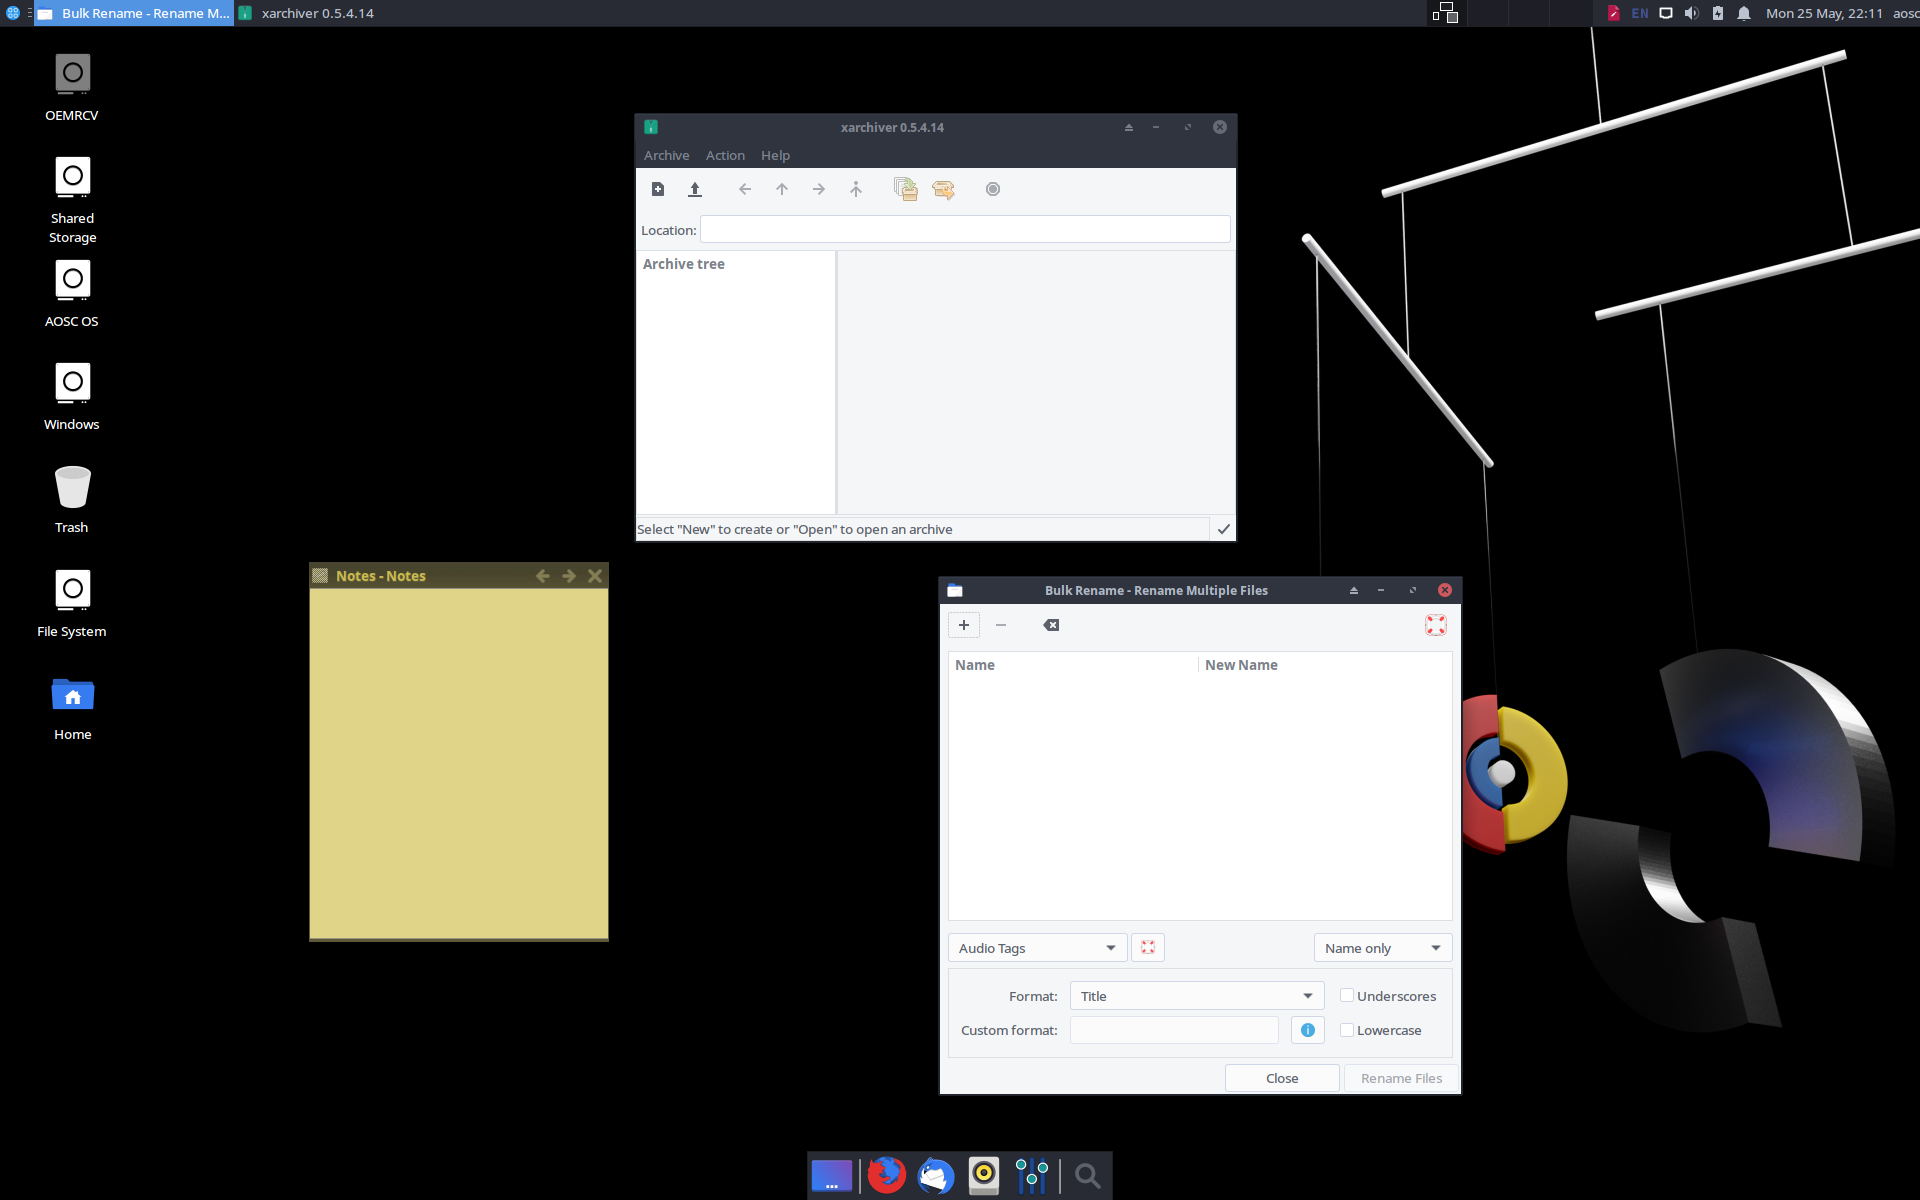 Bulk Rename - Rename M...
xarchiver 0.5.4.14
EN
Mon 25 May, 22:11
aosc
OEMRCV
Shared
Storage
AOSC OS
Windows
Trash
File System
Home
xarchiver 0.5.4.14
Archive
Action
Help
Location:
Archive tree
Select "New" to create or "Open" to open an archive
Notes - Notes
Bulk Rename - Rename Multiple Files
Name
New Name
Audio Tags
Name only
Format:
Title
Underscores
Custom format:
Lowercase
Close
Rename Files